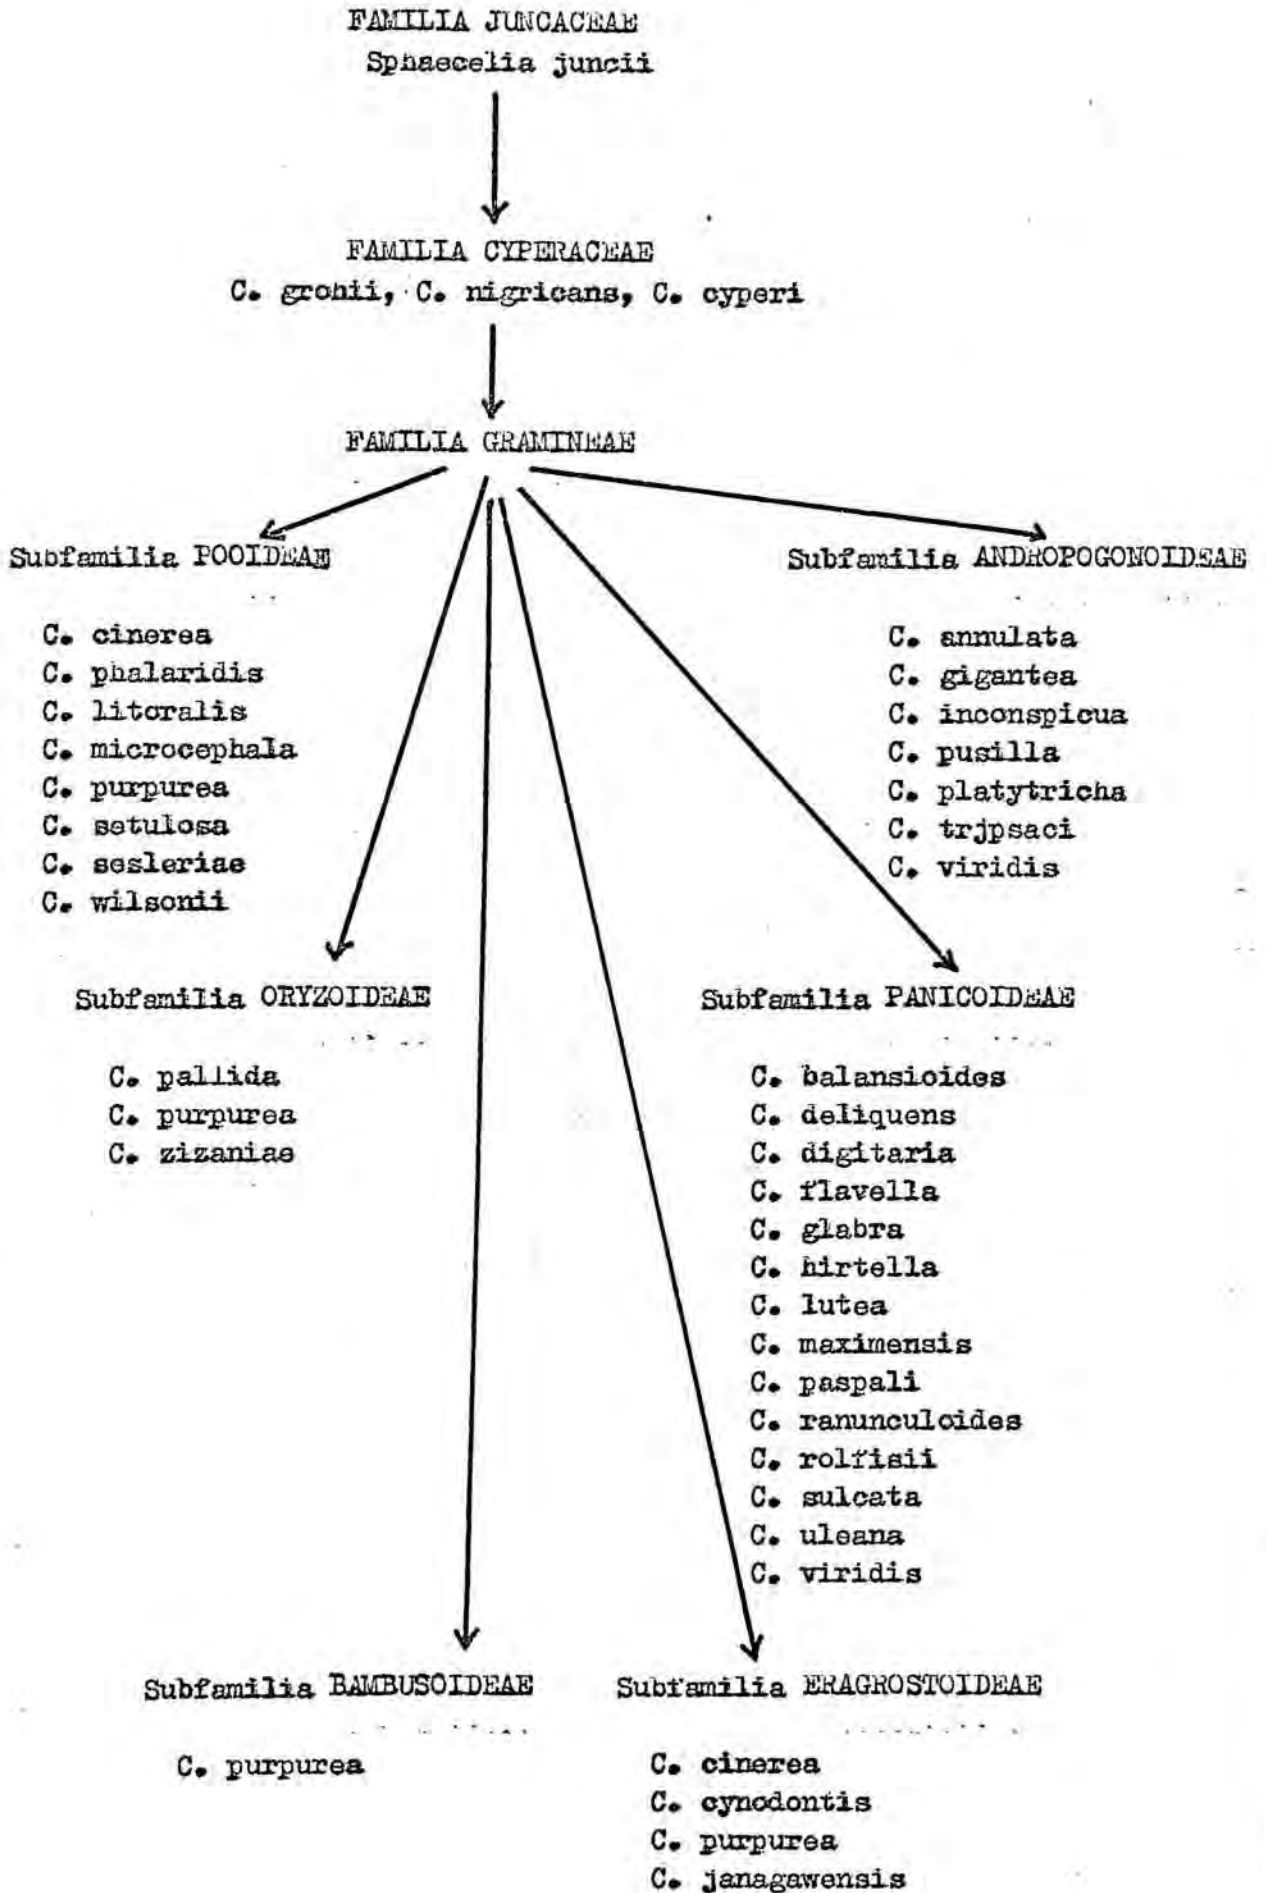 FAMILIA JUNCACEAE
Sphaecelia juncii
FAMILIA CYPERACEAE
C. grohii, C. nigricans, C. cyperi
FAMILIA GRAMINEAE
Subfamilia POOIDEAE
C. cinerea
C. phalaridis
C. litoralis
C. microcephala
C. purpurea
C. setulosa
C. sesleriae
C. wilsonii
Subfamilia ANDROPOGONOIDEAE
C. annulata
C. gigantea
C. inconspicua
C. pusilla
C. platytricha
C. trjpsaci
C. viridis
Subfamilia ORYZOIDEAE
C. pallida
C. purpurea
C. zizaniae
Subfamilia PANICOIDEAE
C. balansioides
C. deliquens
C. digitaria
C. flavella
C. glabra
C. hirtella
C. lutea
C. maximensis
C. paspali
C. ranunculoides
C. rolfisii
C. sulcata
C. uleana
C. viridis
Subfamilia BAMBUSOIDEAE
C. purpurea
Subfamilia ERAGROSTOIDEAE
C. cinerea
C. cynodontis
C. purpurea
C. janagawensis